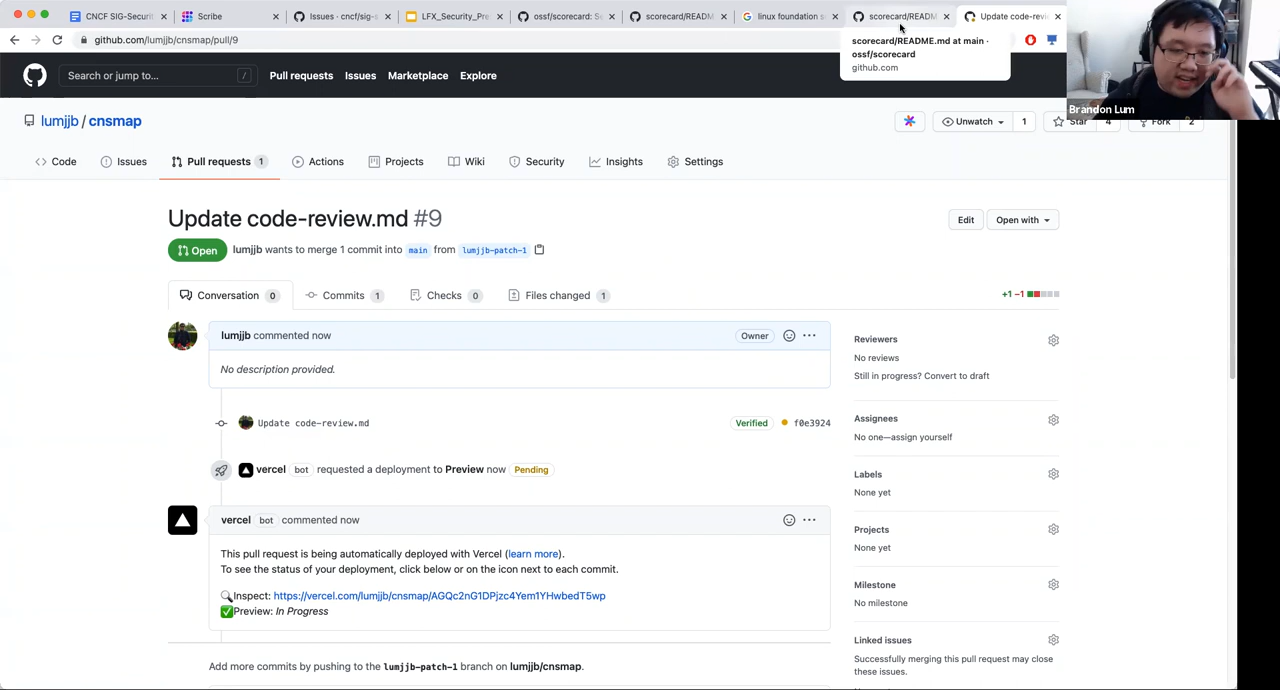 CNCF SIG-Securi
Scribe
Issues · cncf/sig-s
LFX_Security_Pre
ossf/scorecard: Se
scorecard/READM
linux foundation se
scorecard/READM
Update code-revi
github.com/lumjjb/cnsmap/pull/9
scorecard/README.md at main ·
ossf/scorecard
github.com
Brandon Lum
Search or jump to...
/
Pull requests
Issues
Marketplace
Explore
lumjjb / cnsmap
Unwatch
1
Star
4
Fork
2
Code
Issues
Pull requests 1
Actions
Projects
Wiki
Security
Insights
Settings
Update code-review.md #9
Edit
Open with
Open
lumjjb wants to merge 1 commit into main from lumjjb-patch-1
Conversation 0
Commits 1
Checks 0
Files changed 1
+1 −1
lumjjb commented now
Owner
No description provided.
Update code-review.md
Verified
f0e3924
vercel bot requested a deployment to Preview now Pending
vercel bot commented now
This pull request is being automatically deployed with Vercel (learn more).
To see the status of your deployment, click below or on the icon next to each commit.
Inspect: https://vercel.com/lumjjb/cnsmap/AGQc2nG1DPjzc4Yem1YHwbedT5wp
Preview: In Progress
Add more commits by pushing to the lumjjb-patch-1 branch on lumjjb/cnsmap.
Reviewers
No reviews
Still in progress? Convert to draft
Assignees
No one—assign yourself
Labels
None yet
Projects
None yet
Milestone
No milestone
Linked issues
Successfully merging this pull request may close
these issues.